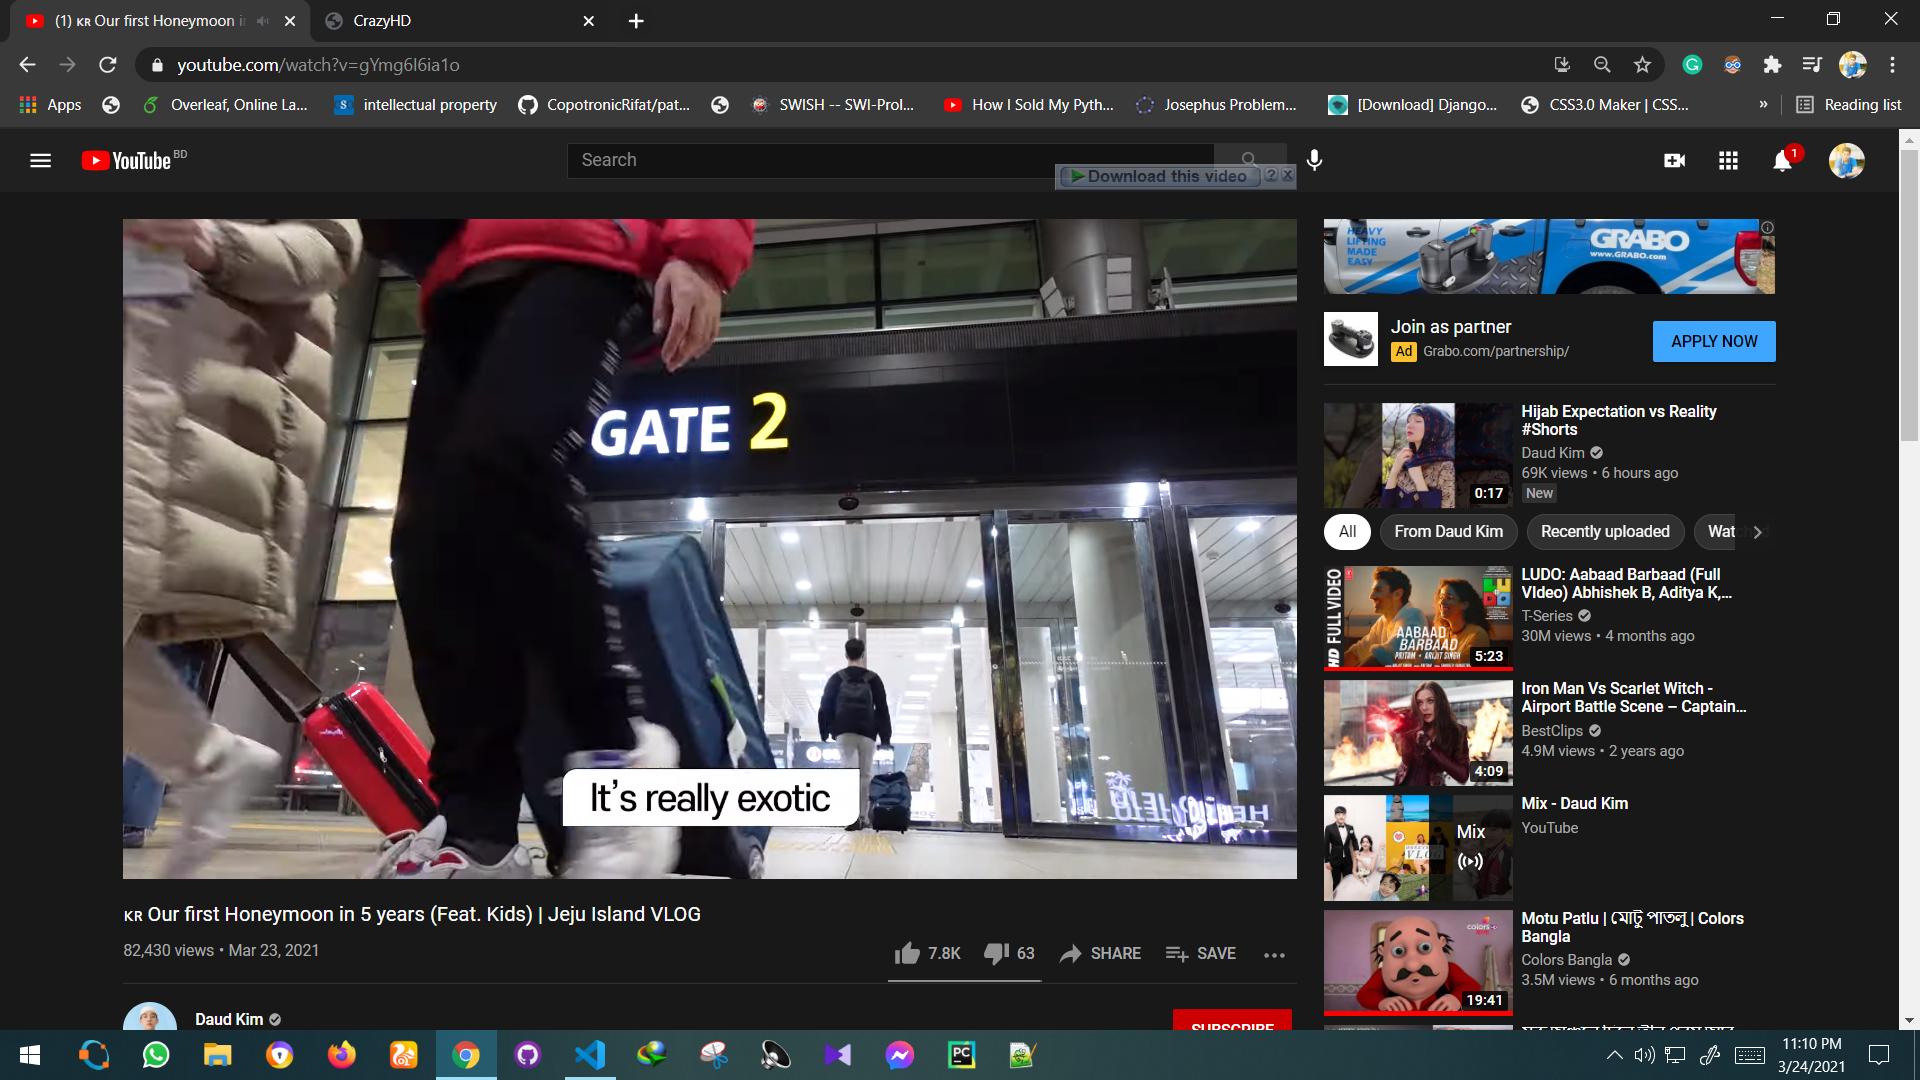 (1) ᴋʀ Our first Honeymoon i
CrazyHD
youtube.com/watch?v=gYmg6I6ia1o
Apps
Overleaf, Online La...
intellectual property
CopotronicRifat/pat...
SWISH -- SWI-Prol...
How I Sold My Pyth...
Josephus Problem...
[Download] Django...
CSS3.0 Maker | CSS...
»
Reading list
YouTube BD
Search
Download this video ? X
1
HEAVY
LIFTING
MADE
EASY
GRABO
www.GRABO.com
Join as partner
Ad Grabo.com/partnership/
APPLY NOW
GATE 2
It's really exotic
Hijab Expectation vs Reality
#Shorts
Daud Kim
69K views • 6 hours ago
New
0:17
All
From Daud Kim
Recently uploaded
HD FULL VIDEO
AABAAD
BARBAAD
PRITAM • ARIJIT SINGH
5:23
LUDO: Aabaad Barbaad (Full
VIdeo) Abhishek B, Aditya K,...
T-Series
30M views • 4 months ago
4:09
Iron Man Vs Scarlet Witch -
Airport Battle Scene – Captain...
BestClips
4.9M views • 2 years ago
Mix
Mix - Daud Kim
YouTube
colors
19:41
Motu Patlu | মোটু পাতলু | Colors
Bangla
Colors Bangla
3.5M views • 6 months ago
ᴋʀ Our first Honeymoon in 5 years (Feat. Kids) | Jeju Island VLOG
82,430 views • Mar 23, 2021
7.8K
63
SHARE
SAVE
Daud Kim
SUBSCRIBE
PC
11:10 PM
3/24/2021